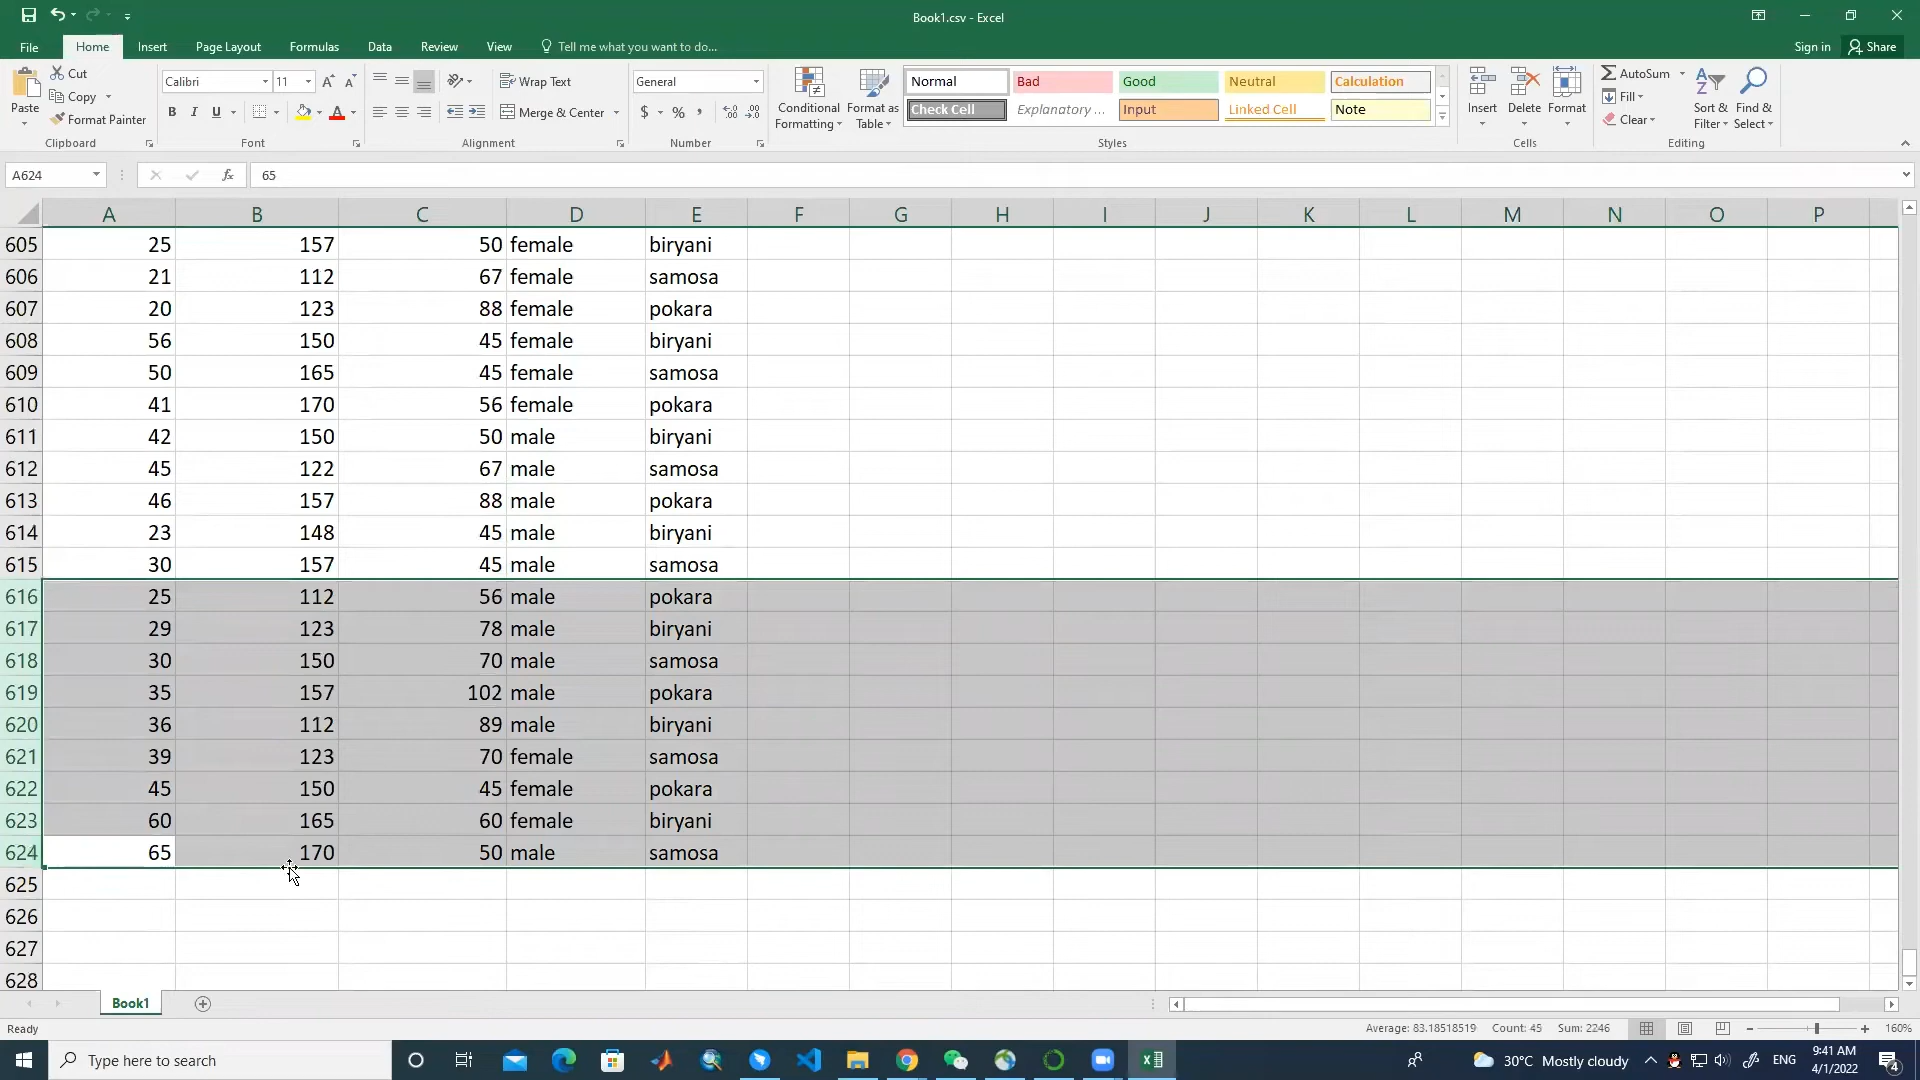 Book1.csv - Excel
File Home Insert Page Layout Formulas Data Review View Tell me what you want to do... Sign in Share
Paste Cut Copy Format Painter Clipboard
Calibri 11 B I U A Font
Wrap Text Merge & Center Alignment
General $ % Number
Conditional Formatting Format as Table
Normal Bad Good Neutral Calculation
Check Cell Explanatory ... Input Linked Cell Note
Styles
Insert Delete Format Cells
AutoSum Fill Clear Sort & Filter Find & Select Editing
A624 fx 65
A B C D E F G H I J K L M N O P
605 25 157 50 female biryani
606 21 112 67 female samosa
607 20 123 88 female pokara
608 56 150 45 female biryani
609 50 165 45 female samosa
610 41 170 56 female pokara
611 42 150 50 male biryani
612 45 122 67 male samosa
613 46 157 88 male pokara
614 23 148 45 male biryani
615 30 157 45 male samosa
616 25 112 56 male pokara
617 29 123 78 male biryani
618 30 150 70 male samosa
619 35 157 102 male pokara
620 36 112 89 male biryani
621 39 123 70 female samosa
622 45 150 45 female pokara
623 60 165 60 female biryani
624 65 170 50 male samosa
625
626
627
628
Book1
Ready Average: 83.18518519 Count: 45 Sum: 2246 160%
Type here to search 30°C Mostly cloudy ENG 9:41 AM 4/1/2022 4